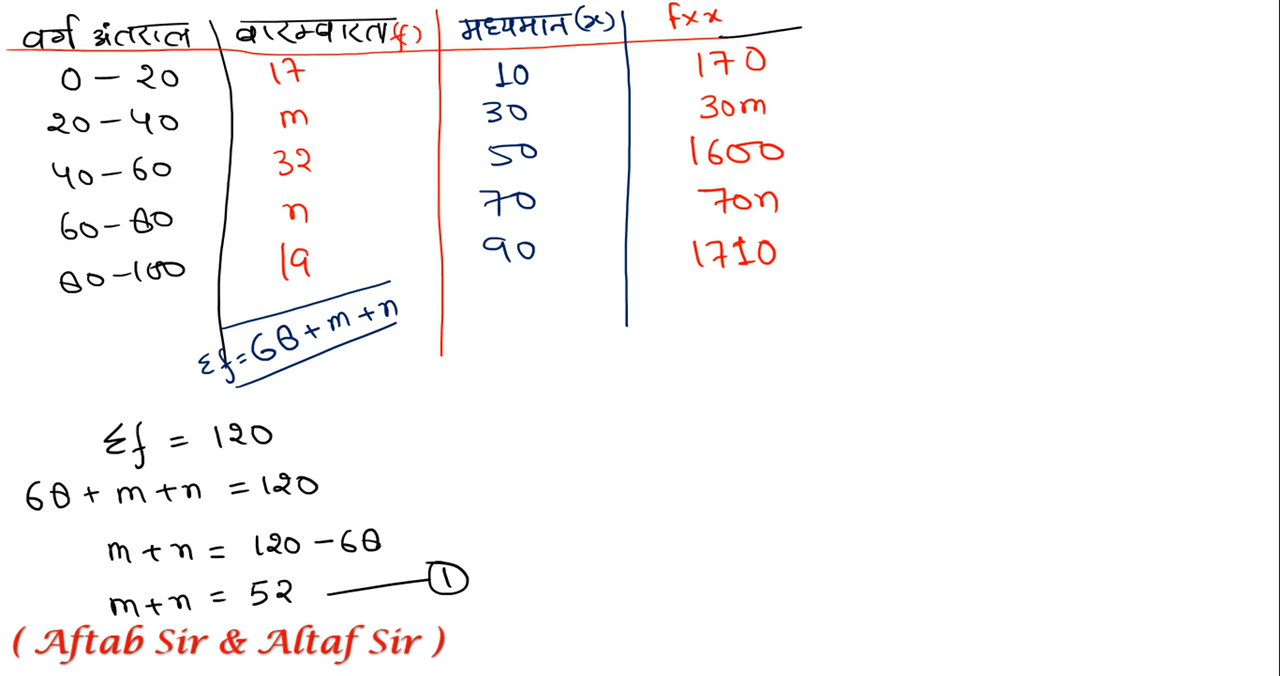 वर्ग अंतराल बारम्बारता(f) मध्यमान(x) f×x
0-20 17 10 170
20-40 m 30 30m
40-60 32 50 1600
60-80 n 70 70n
80-100 19 90 1710
Σf=68+m+n
Σf = 120
68+m+n = 120
m+n = 120-68
m+n = 52 ——— ①
( Aftab Sir & Altaf Sir )